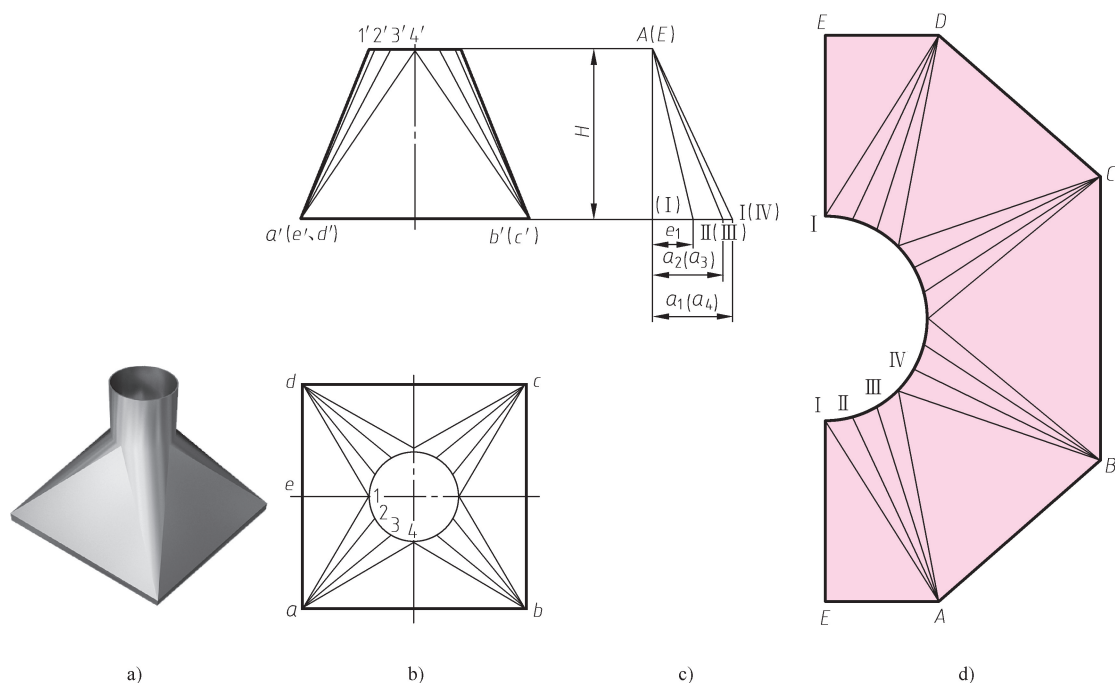 1′2′3′4′
a′(e′、d′)
b′(c′)
A(E)
H
(Ⅰ)
Ⅰ(Ⅳ)
e₁
Ⅱ(Ⅲ)
a₂(a₃)
a₁(a₄)
d
c
e
1
2
3
4
a
b
E
D
C
Ⅰ
Ⅳ
Ⅲ
Ⅱ
Ⅰ
B
E
A
a)
b)
c)
d)